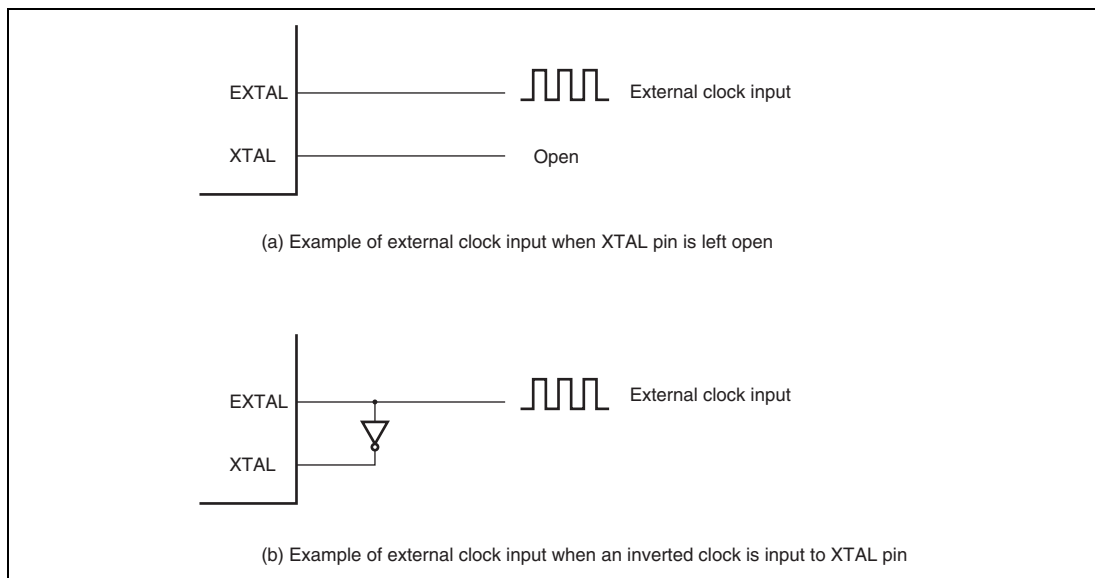 EXTAL
External clock input
XTAL
Open
(a) Example of external clock input when XTAL pin is left open
EXTAL
External clock input
XTAL
(b) Example of external clock input when an inverted clock is input to XTAL pin